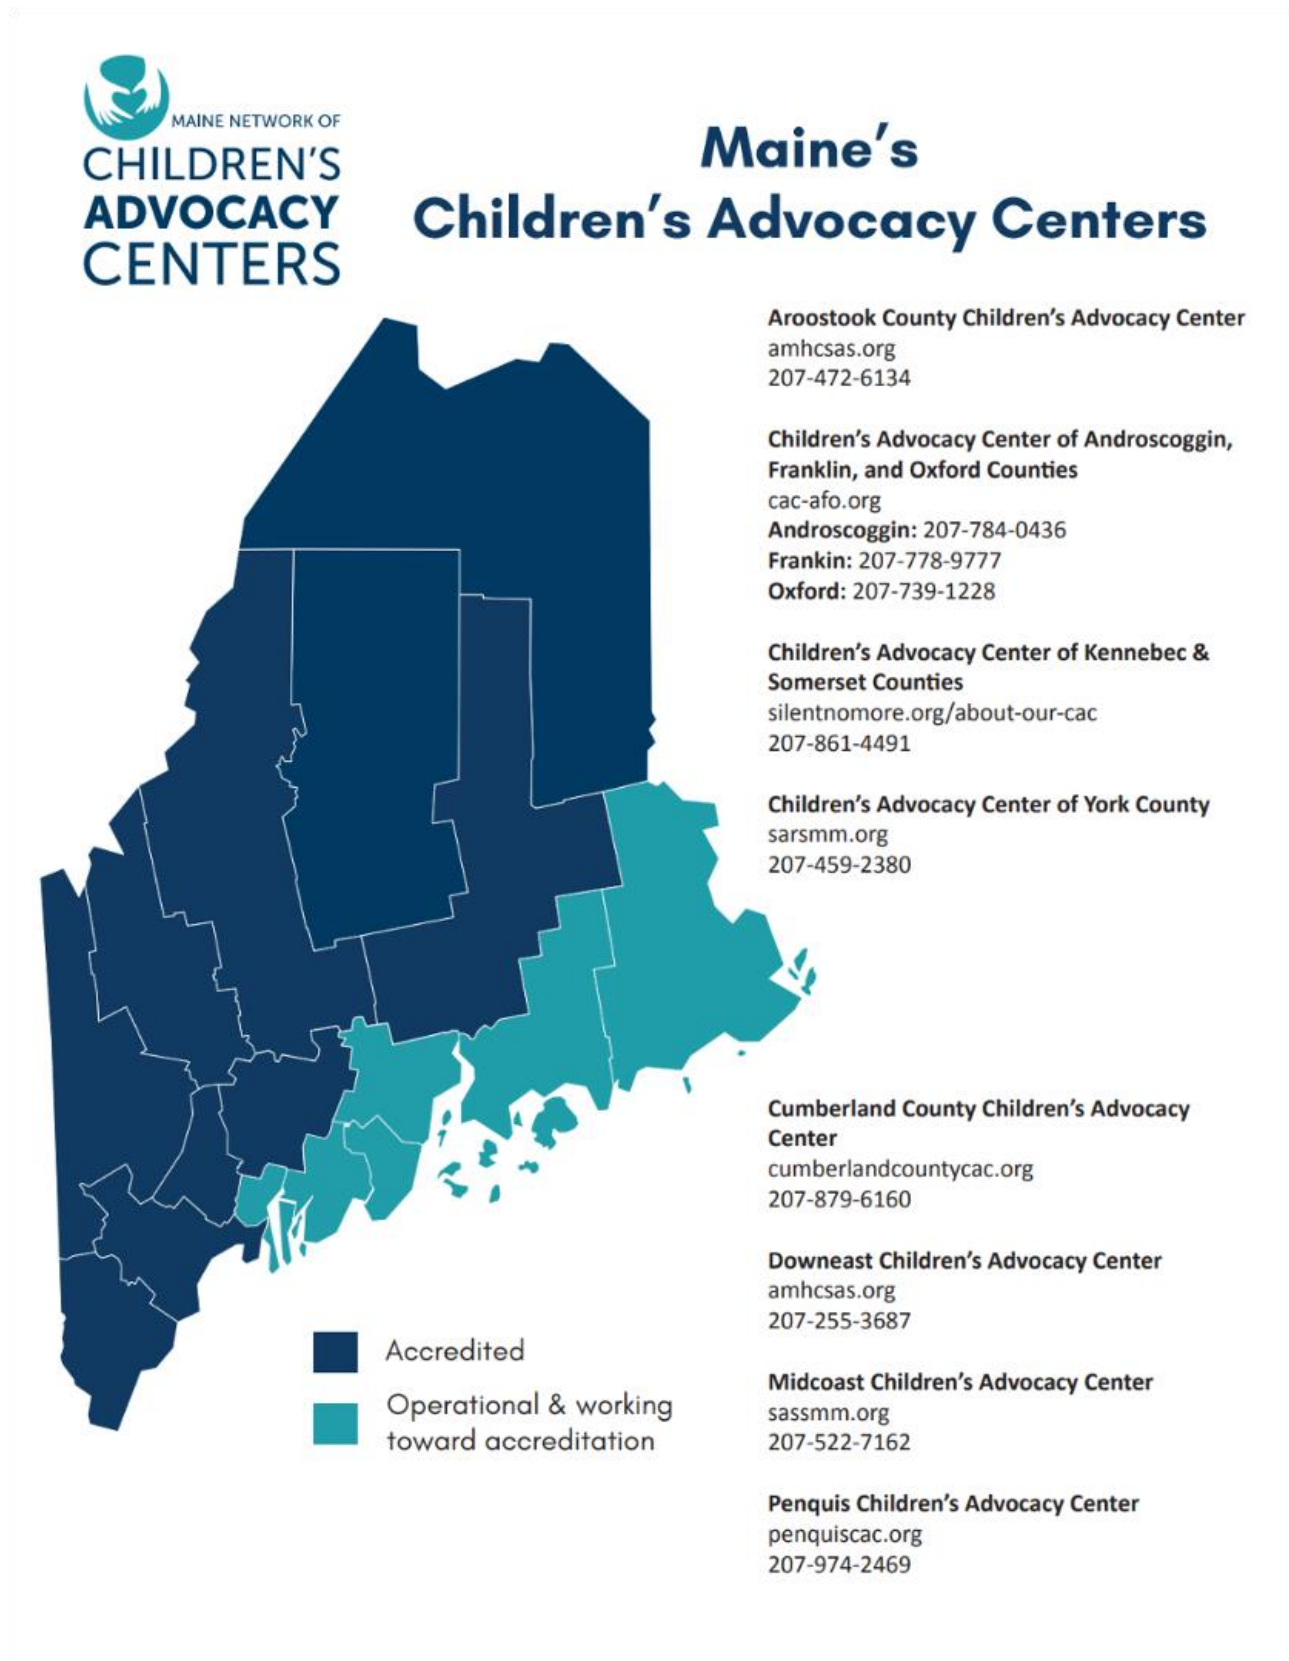 MAINE NETWORK OF
CHILDREN'S
ADVOCACY
CENTERS
Maine's
Children's Advocacy Centers
Aroostook County Children's Advocacy Center
amhcsas.org
207-472-6134
Children's Advocacy Center of Androscoggin,
Franklin, and Oxford Counties
cac-afo.org
Androscoggin: 207-784-0436
Frankin: 207-778-9777
Oxford: 207-739-1228
Children's Advocacy Center of Kennebec &
Somerset Counties
silentnomore.org/about-our-cac
207-861-4491
Children's Advocacy Center of York County
sarsmm.org
207-459-2380
Cumberland County Children's Advocacy
Center
cumberlandcountycac.org
207-879-6160
Downeast Children's Advocacy Center
amhcsas.org
207-255-3687
Midcoast Children's Advocacy Center
sassmm.org
207-522-7162
Penquis Children's Advocacy Center
penquiscac.org
207-974-2469
Accredited
Operational & working
toward accreditation